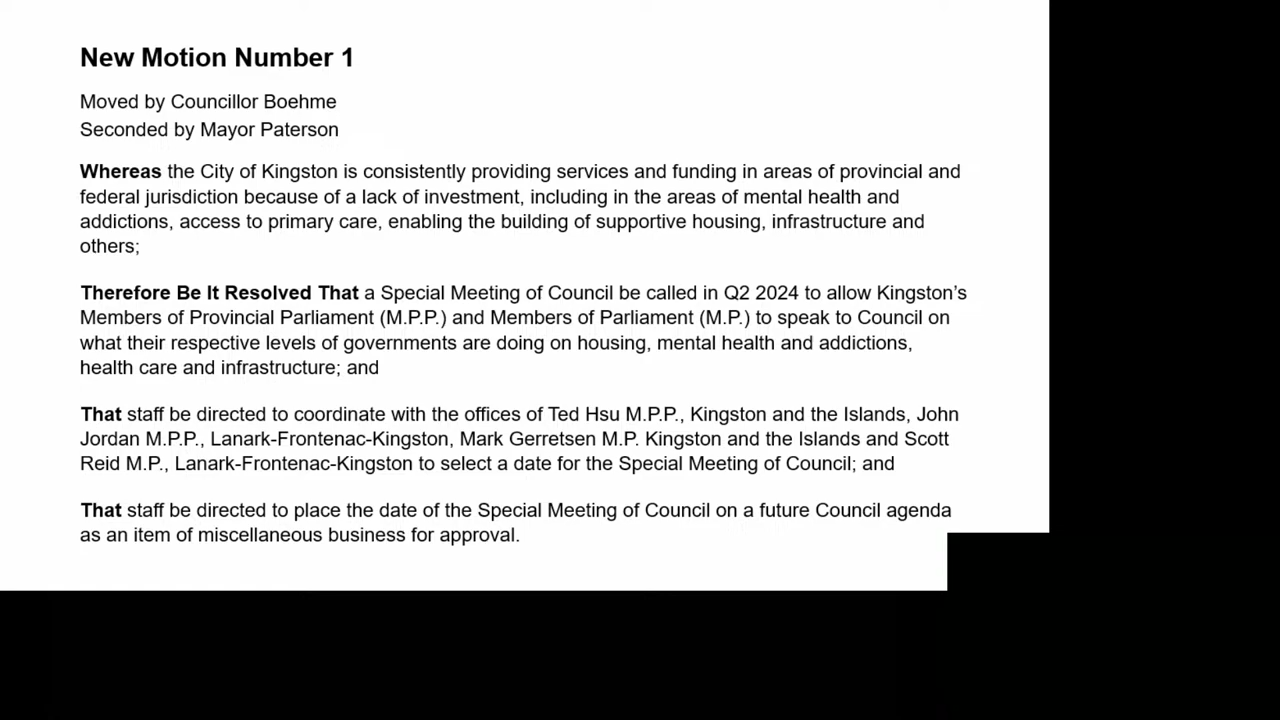 New Motion Number 1
Moved by Councillor Boehme
Seconded by Mayor Paterson
Whereas the City of Kingston is consistently providing services and funding in areas of provincial and
federal jurisdiction because of a lack of investment, including in the areas of mental health and
addictions, access to primary care, enabling the building of supportive housing, infrastructure and
others;
Therefore Be It Resolved That a Special Meeting of Council be called in Q2 2024 to allow Kingston’s
Members of Provincial Parliament (M.P.P.) and Members of Parliament (M.P.) to speak to Council on
what their respective levels of governments are doing on housing, mental health and addictions,
health care and infrastructure; and
That staff be directed to coordinate with the offices of Ted Hsu M.P.P., Kingston and the Islands, John
Jordan M.P.P., Lanark-Frontenac-Kingston, Mark Gerretsen M.P. Kingston and the Islands and Scott
Reid M.P., Lanark-Frontenac-Kingston to select a date for the Special Meeting of Council; and
That staff be directed to place the date of the Special Meeting of Council on a future Council agenda
as an item of miscellaneous business for approval.